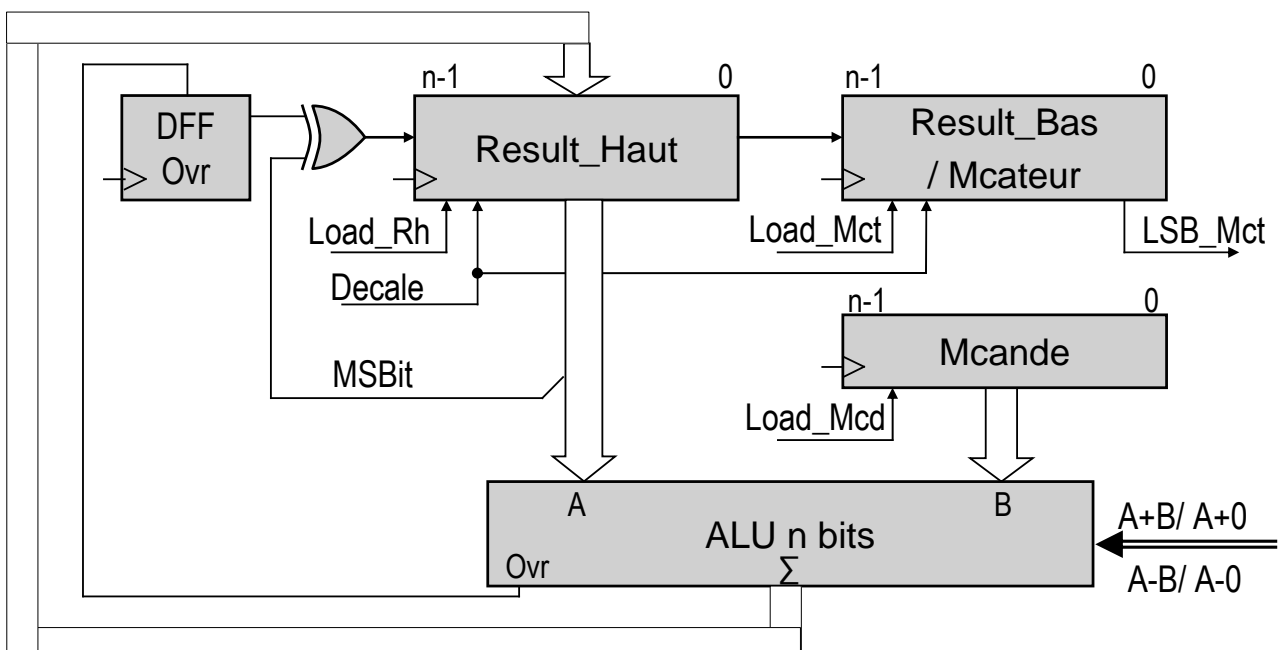 n-1 0 n-1 0
DFF
Ovr
Result_Haut
Result_Bas
/ Mcateur
Load_Rh
Load_Mct
LSB_Mct
Decale
n-1 0
Mcande
MSBit
Load_Mcd
A B
ALU n bits
Ovr
Σ
A+B/ A+0
A-B/ A-0